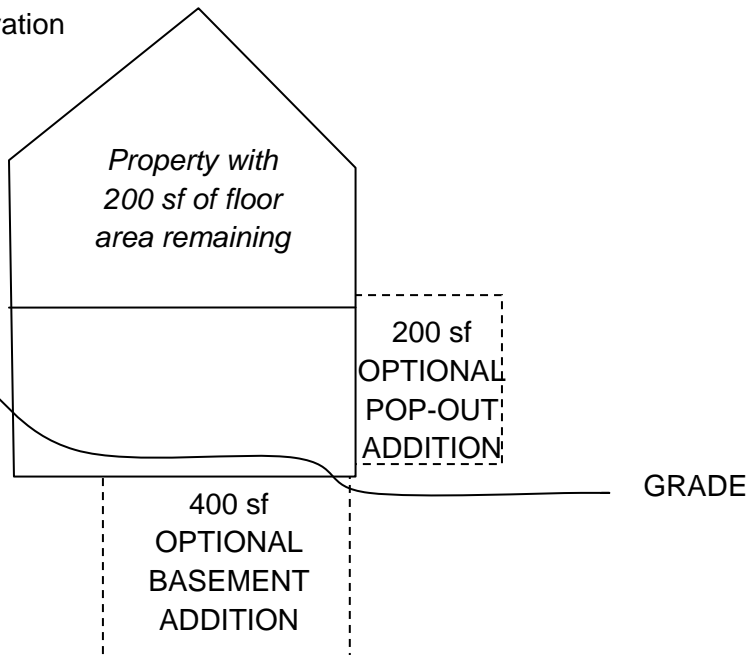 Property with
200 sf of floor
area remaining
200 sf
OPTIONAL
POP-OUT
ADDITION
GRADE
400 sf
OPTIONAL
BASEMENT
ADDITION